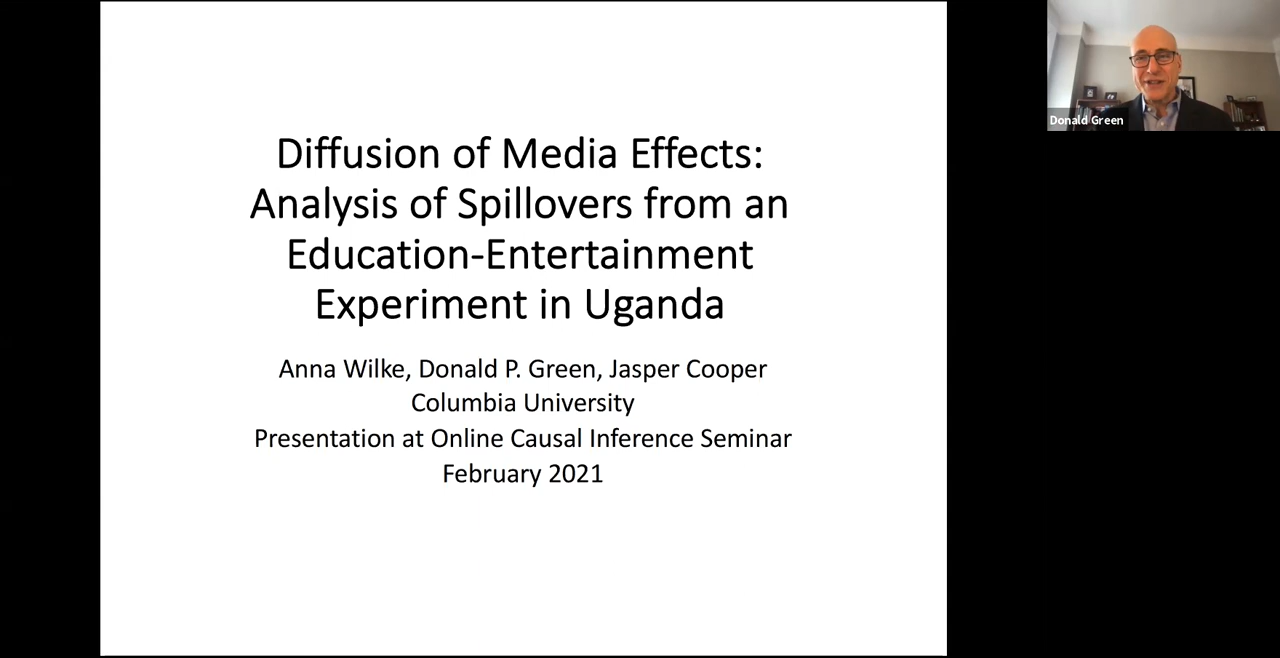 Diffusion of Media Effects:
Analysis of Spillovers from an
Education-Entertainment
Experiment in Uganda
Anna Wilke, Donald P. Green, Jasper Cooper
Columbia University
Presentation at Online Causal Inference Seminar
February 2021
Donald Green